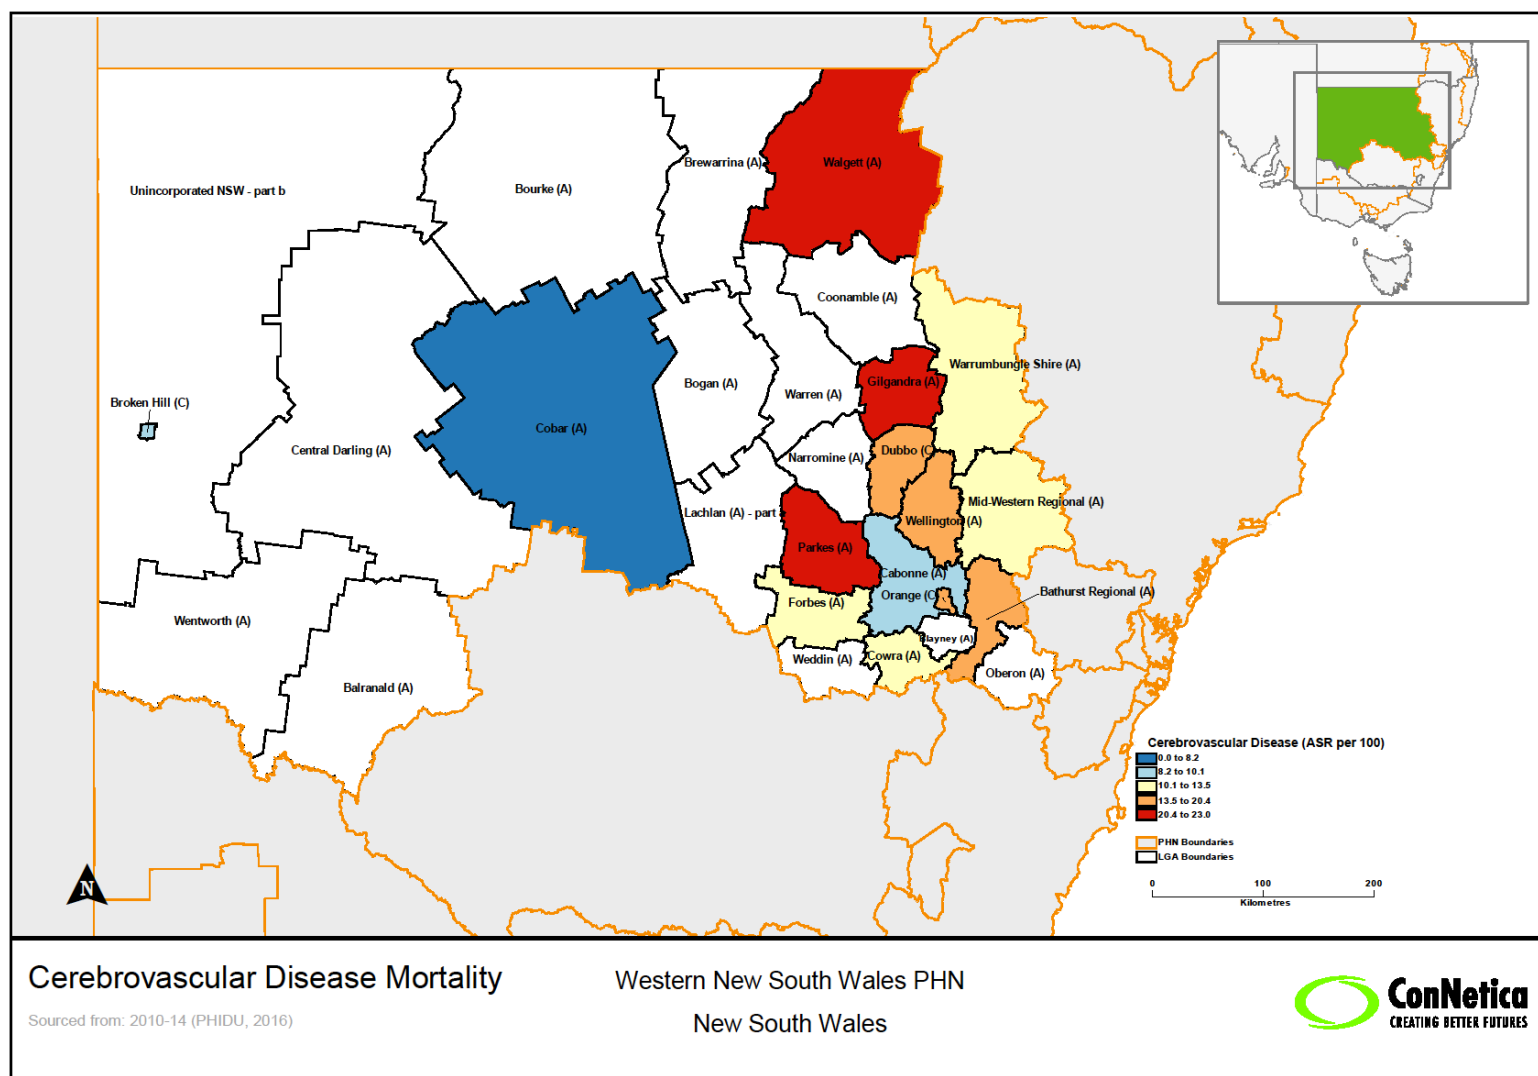 Unincorporated NSW - part b
Bourke (A)
Brewarrina (A)
Walgett (A)
Coonamble (A)
Warrumbungle Shire (A)
Gilgandra (A)
Bogan (A)
Warren (A)
Broken Hill (C)
Central Darling (A)
Cobar (A)
Narromine (A)
Dubbo (C
Mid-Western Regional (A)
Lachlan (A) - part
Wellington (A)
Parkes (A)
Cabonne (A)
Orange (C
Bathurst Regional (A)
Forbes (A)
Wentworth (A)
Blayney (A)
Weddin (A)
Cowra (A)
Oberon (A)
Balranald (A)
Cerebrovascular Disease (ASR per 100)
0.0 to 8.2
8.2 to 10.1
10.1 to 13.5
13.5 to 20.4
20.4 to 23.0
PHN Boundaries
LGA Boundaries
0 100 200
Kilometres
N
Cerebrovascular Disease Mortality
Sourced from: 2010-14 (PHIDU, 2016)
Western New South Wales PHN
New South Wales
ConNetica
CREATING BETTER FUTURES